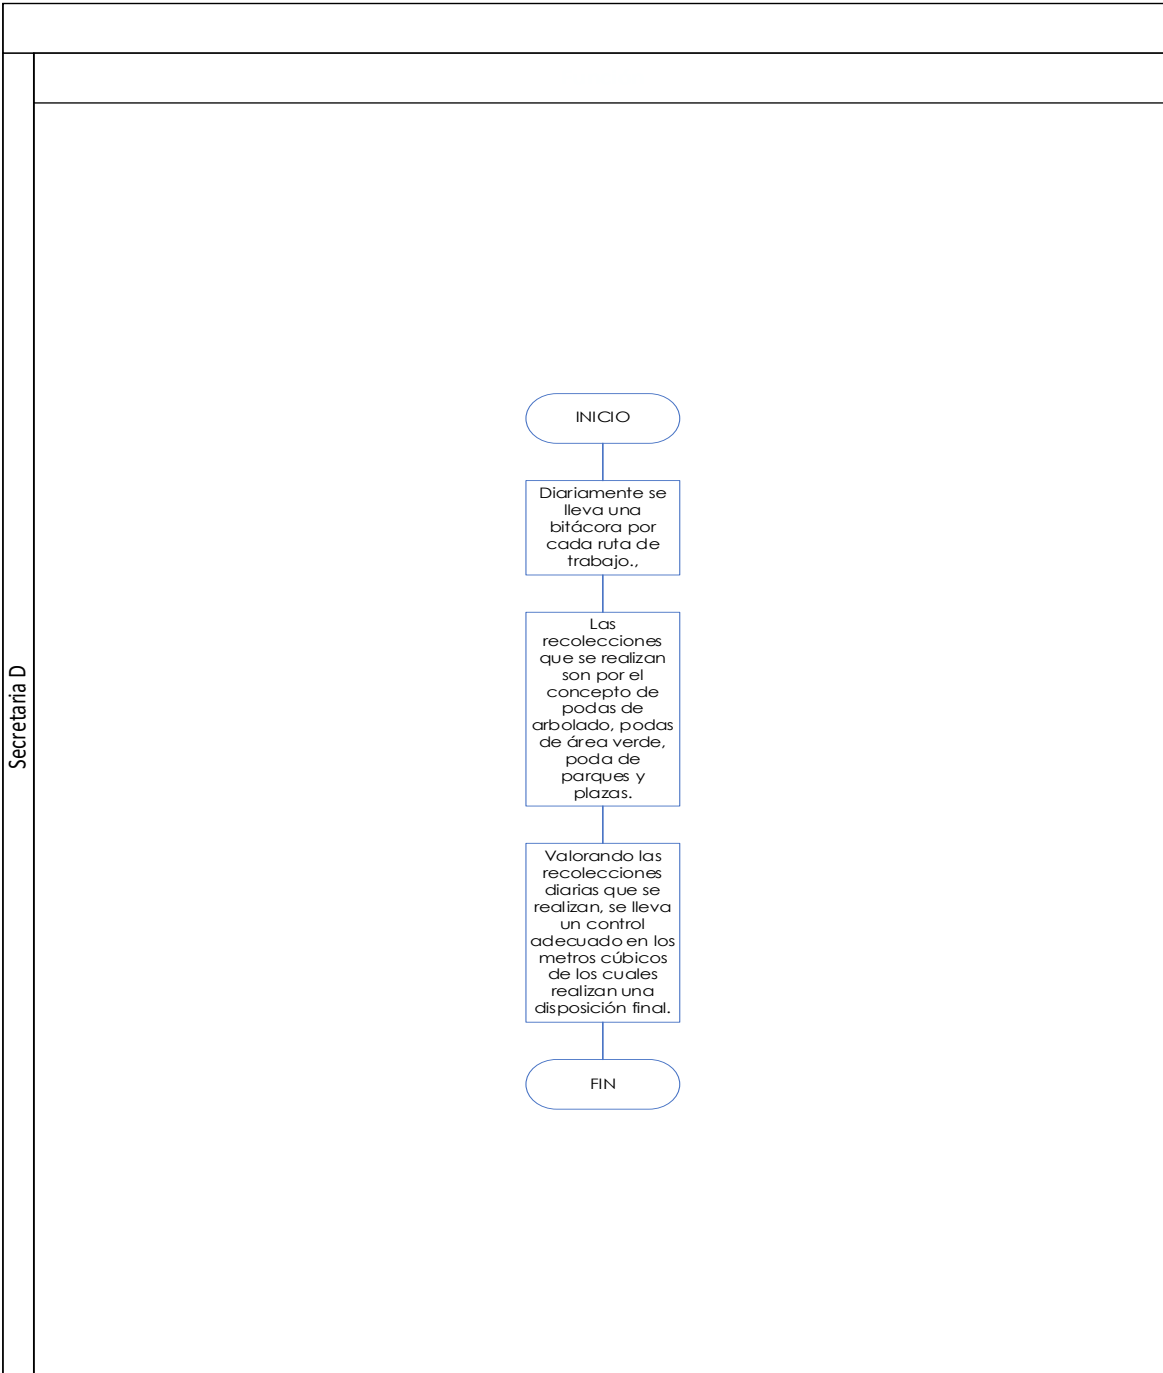 Secretaria D
INICIO
Diariamente se
lleva una
bitácora por
cada ruta de
trabajo.,
Las
recolecciones
que se realizan
son por el
concepto de
podas de
arbolado, podas
de área verde,
poda de
parques y
plazas.
Valorando las
recolecciones
diarias que se
realizan, se lleva
un control
adecuado en los
metros cúbicos
de los cuales
realizan una
disposición final.
FIN